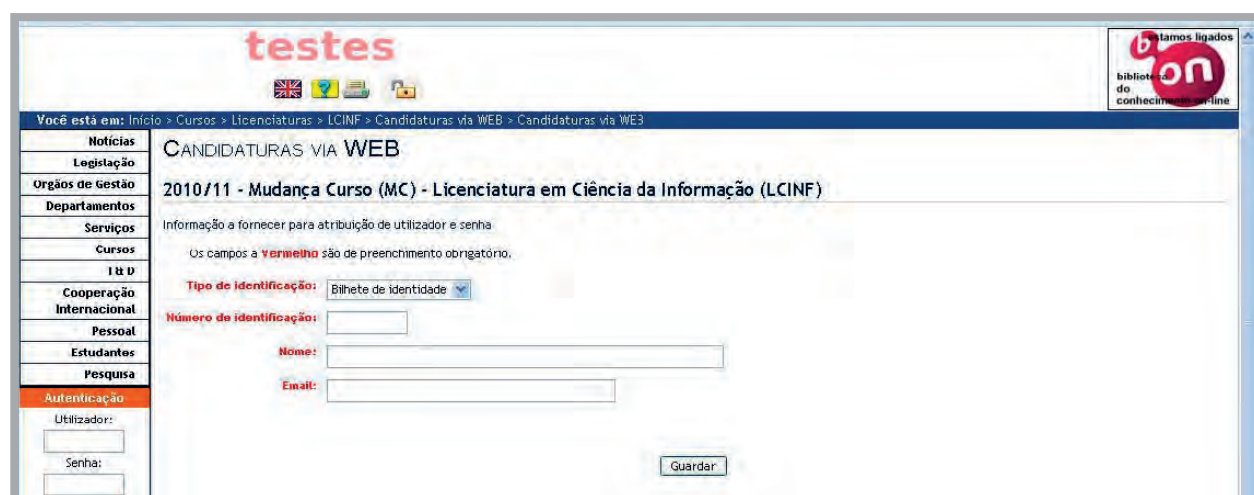 testes
estamos ligados
b on
biblioteca
do
conhecimento on-line
Você está em: Início > Cursos > Licenciaturas > LCINF > Candidaturas via WEB > Candidaturas via WEB
Notícias
Legislação
Orgãos de Gestão
Departamentos
Serviços
Cursos
I & D
Cooperação
Internacional
Pessoal
Estudantes
Pesquisa
Autenticação
Utilizador:
Senha:
CANDIDATURAS VIA WEB
2010/11 - Mudança Curso (MC) - Licenciatura em Ciência da Informação (LCINF)
Informação a fornecer para atribuição de utilizador e senha
Os campos a Vermelho são de preenchimento obrigatório.
Tipo de identificação: Bilhete de identidade
Número de identificação:
Nome:
Email:
Guardar